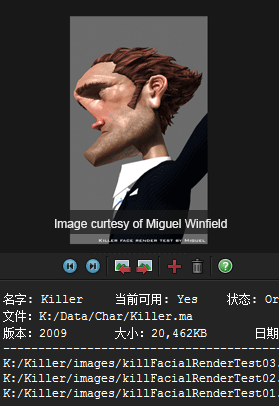 Image curtesy of Miguel Winfield
KILLER FACE RENDER TEST BY MIGUEL
名字: Killer 当前可用: Yes 状态: Or
文件: K:/Data/Char/Killer.ma
版本: 2009 大小: 20,462KB 日期
K:/Killer/images/killFacialRenderTest03.
K:/Killer/images/killFacialRenderTest02.
K:/Killer/images/killFacialRenderTest01.